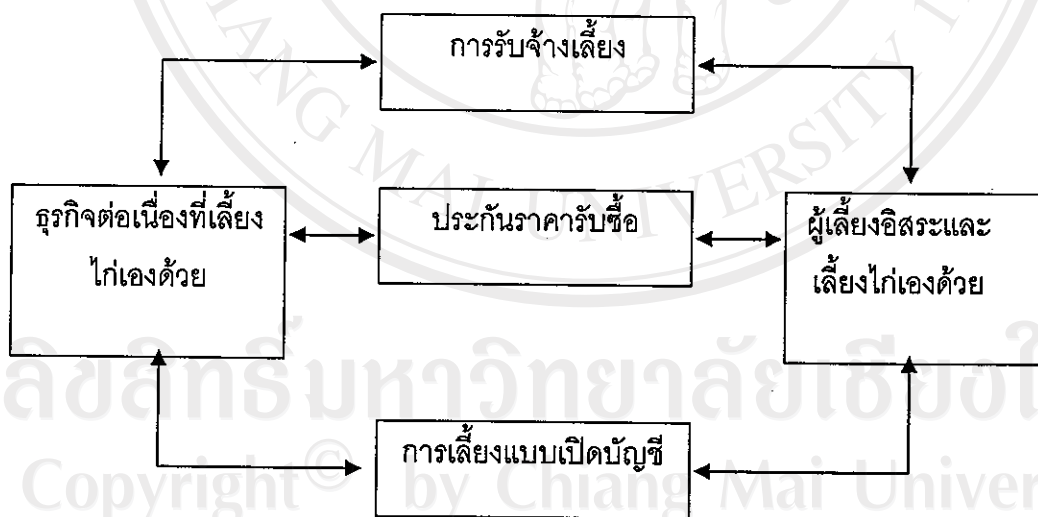 การรับจ้างเลี้ยง
ANG MAI UNIVERSITY
ธุรกิจต่อเนื่องที่เลี้ยง
ไก่เองด้วย
ประกันราคารับซื้อ
ผู้เลี้ยงอิสระและ
เลี้ยงไก่เองด้วย
ลิขสิทธิ์มหาวิทยาลัยเชียงให
การเลี้ยงแบบเปิดบัญชี
Copyright© by Chiang Mai Univer